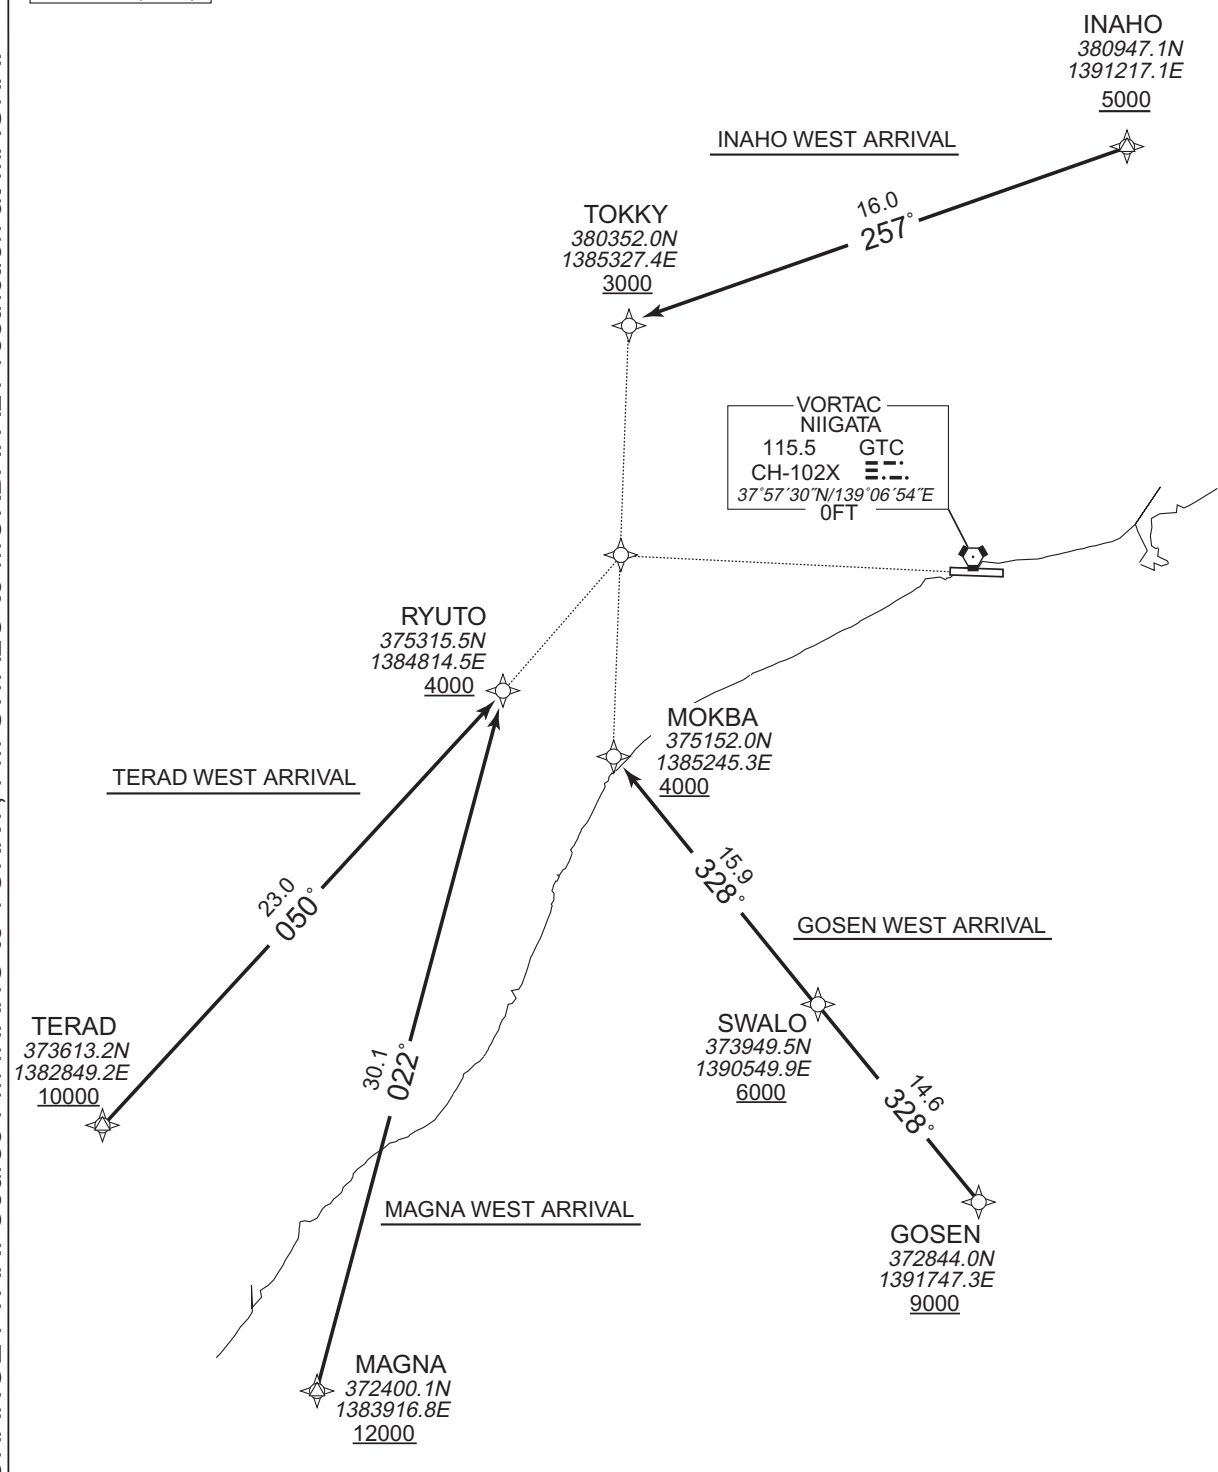 INAHO
380947.1N
1391217.1E
5000
INAHO WEST ARRIVAL
16.0
257°
TOKKY
380352.0N
1385327.4E
3000
VORTAC
NIIGATA
115.5 GTC
CH-102X
37°57′30″N/139°06′54″E
0FT
RYUTO
375315.5N
1384814.5E
4000
MOKBA
375152.0N
1385245.3E
4000
TERAD WEST ARRIVAL
15.9
328°
23.0
050°
GOSEN WEST ARRIVAL
SWALO
373949.5N
1390549.9E
6000
TERAD
373613.2N
1382849.2E
10000
30.1
022°
14.6
328°
MAGNA WEST ARRIVAL
GOSEN
372844.0N
1391747.3E
9000
MAGNA
372400.1N
1383916.8E
12000